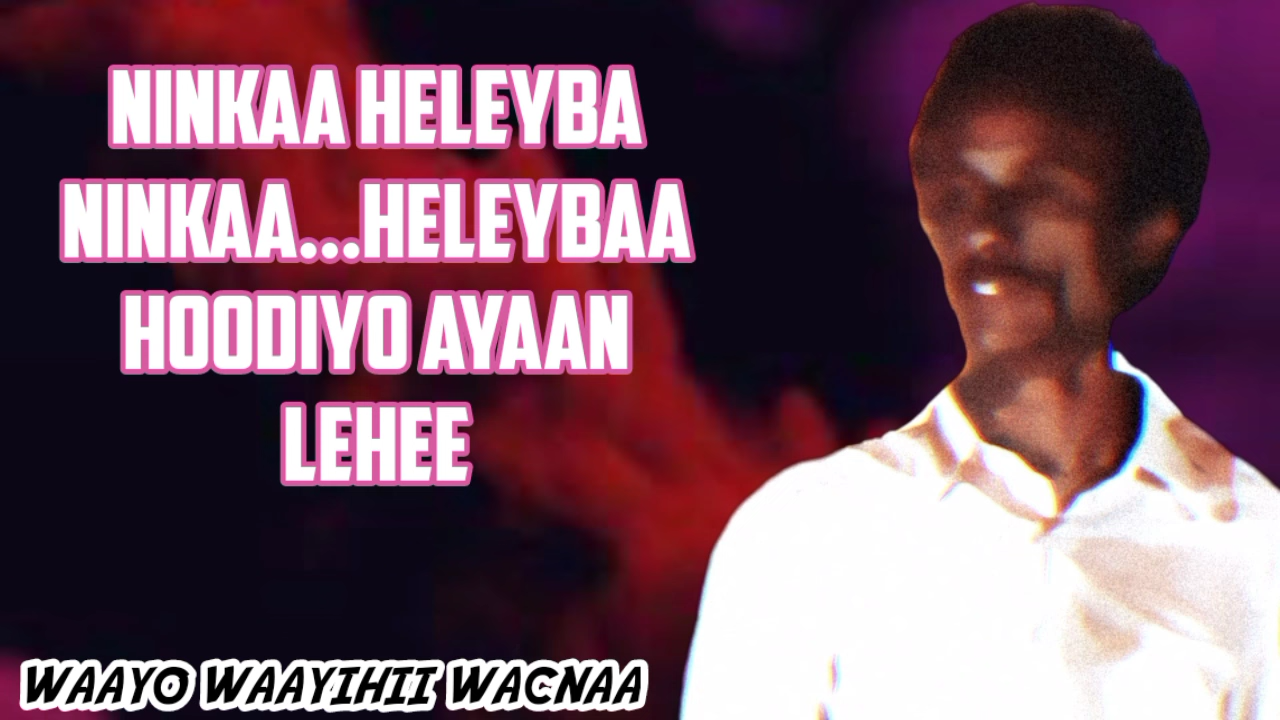 NINKAA HELEYBA
NINKAA...HELEYBAA
HOODIYO AYAAN
LEHEE
WAAYO WAAYIHII WACNAA